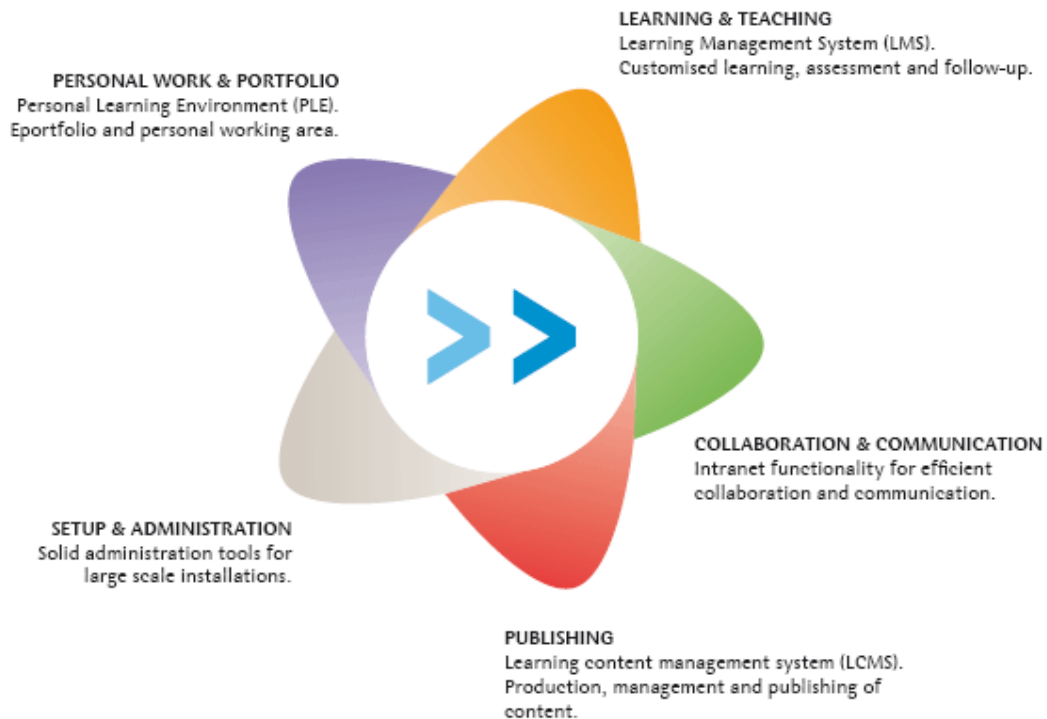 LEARNING & TEACHING
Learning Management System (LMS).
Customised learning, assessment and follow-up.
PERSONAL WORK & PORTFOLIO
Personal Learning Environment (PLE).
Eportfolio and personal working area.
COLLABORATION & COMMUNICATION
Intranet functionality for efficient
collaboration and communication.
SETUP & ADMINISTRATION
Solid administration tools for
large scale installations.
PUBLISHING
Learning content management system (LCMS).
Production, management and publishing of
content.